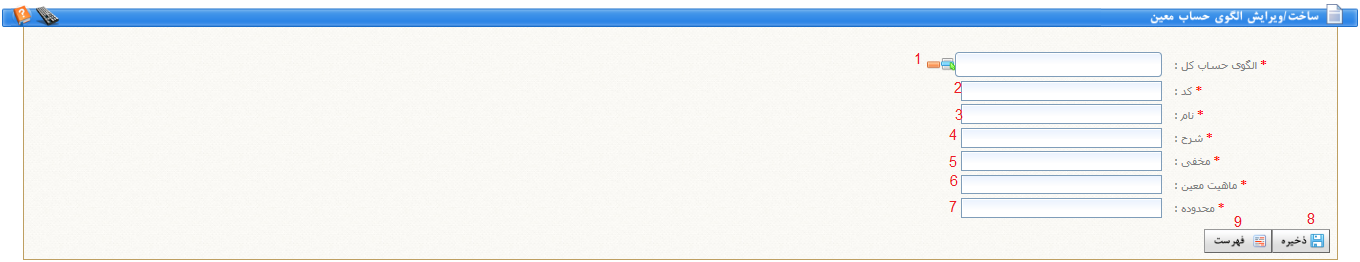 ساخت/ویرایش الگوی حساب معین
* الگوی حساب کل : 1
* کد : 2
* نام : 3
* شرح : 4
* مخفی : 5
* ماهیت معین : 6
* محدوده : 7
8 9
ذخیره فهرست